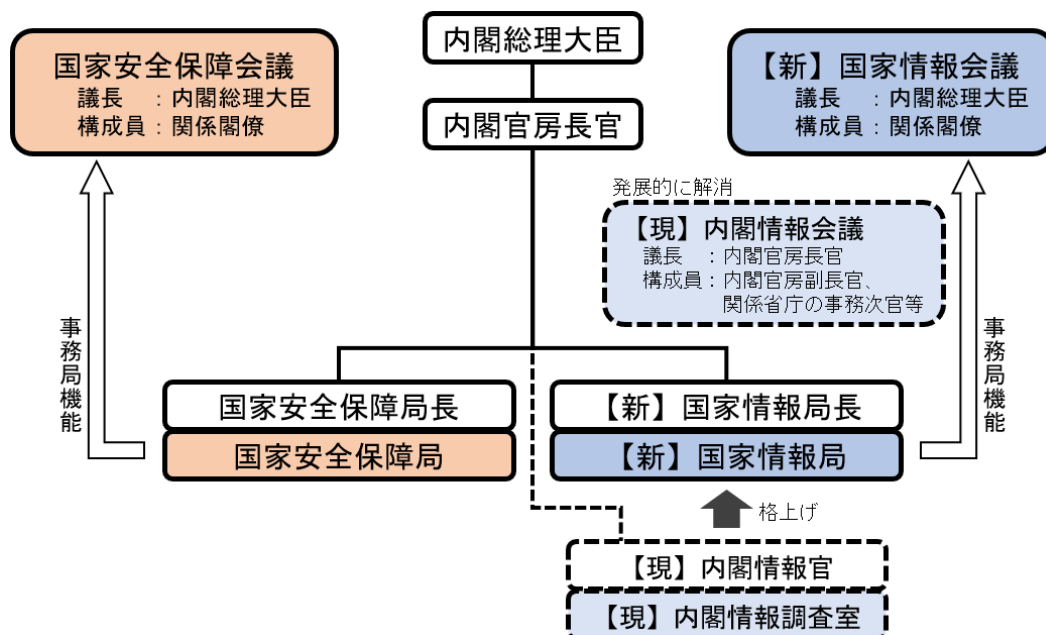 内閣総理大臣
内閣官房長官
国家安全保障会議
議長　：内閣総理大臣
構成員：関係閣僚
【新】国家情報会議
議長　：内閣総理大臣
構成員：関係閣僚
発展的に解消
【現】内閣情報会議
議長　：内閣官房長官
構成員：内閣官房副長官、
関係省庁の事務次官等
事務局機能
事務局機能
国家安全保障局長
国家安全保障局
【新】国家情報局長
【新】国家情報局
格上げ
【現】内閣情報官
【現】内閣情報調査室